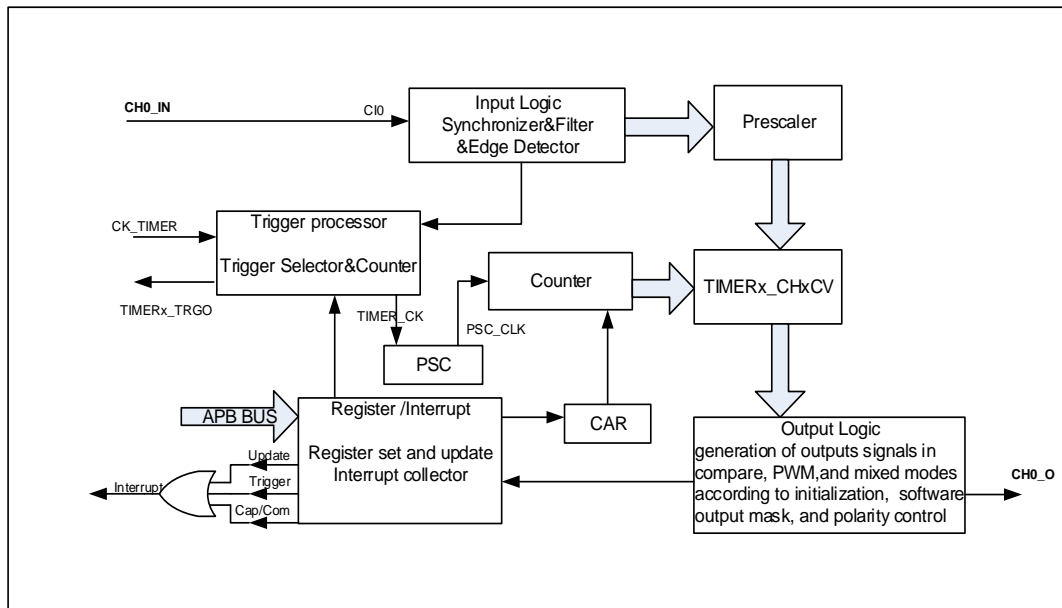 CH0_IN
CI0
Input Logic
Synchronizer&Filter
&Edge Detector
Prescaler
CK_TIMER
TIMERx_TRGO
Trigger processor
Trigger Selector&Counter
TIMER_CK
PSC
PSC_CLK
Counter
TIMERx_CHxCV
APB BUS
Register /Interrupt
Register set and update
Interrupt collector
CAR
Update
Trigger
Cap/Com
Interrupt
Output Logic
generation of outputs signals in
compare, PWM,and mixed modes
according to initialization, software
output mask, and polarity control
CH0_O